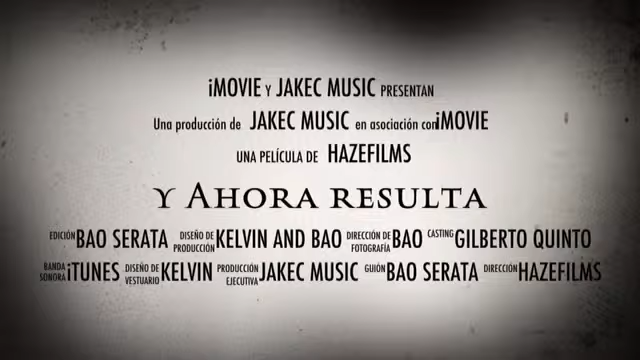 iMOVIE Y JAKEC MUSIC PRESENTAN
Una producción de JAKEC MUSIC en asociación con iMOVIE
UNA PELÍCULA DE HAZEFILMS
Y AHORA RESULTA
EDICIÓN BAO SERATA DISEÑO DE PRODUCCIÓN KELVIN AND BAO DIRECCIÓN DE FOTOGRAFÍA BAO CASTING GILBERTO QUINTO
BANDA SONORA iTUNES DISEÑO DE VESTUARIO KELVIN PRODUCCIÓN EJECUTIVA JAKEC MUSIC GUIÓN BAO SERATA DIRECCIÓN HAZEFILMS